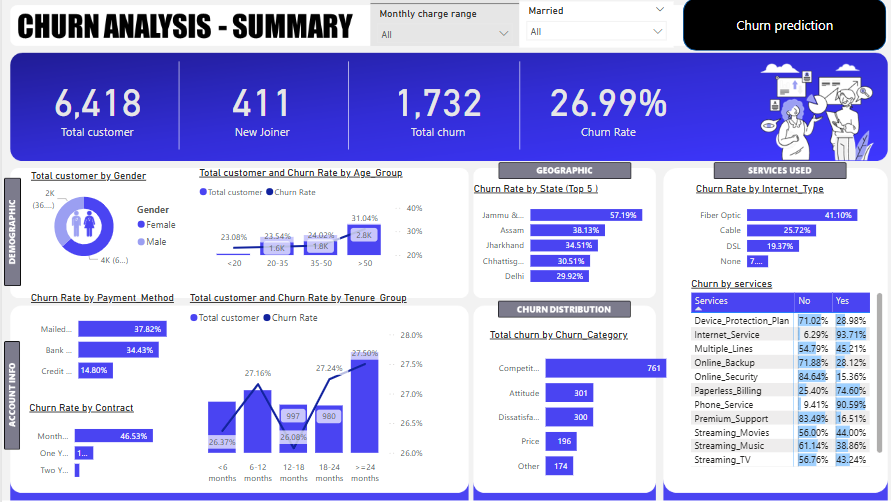 CHURN ANALYSIS - SUMMARY
Monthly charge range
All
Married
All
Churn prediction
6,418
Total customer
411
New Joiner
1,732
Total churn
26.99%
Churn Rate
DEMOGRAPHIC
Total customer by Gender
2K
(36....)
4K (6...)
Gender
Female
Male
Total customer and Churn Rate by Age_Group
Total customer Churn Rate
23.08% 23.54% 24.02% 31.04%
1.6K 1.8K 2.8K
40%
30%
20%
<20 20-35 35-50 >50
GEOGRAPHIC
Churn Rate by State (Top 5 )
Jammu &... 57.19%
Assam 38.13%
Jharkhand 34.51%
Chhattisg... 30.51%
Delhi 29.92%
SERVICES USED
Churn Rate by Internet_Type
Fiber Optic 41.10%
Cable 25.72%
DSL 19.37%
None 7....
Churn by services
Services No Yes
Device_Protection_Plan 71.02% 28.98%
Internet_Service 6.29% 93.71%
Multiple_Lines 54.79% 45.21%
Online_Backup 71.88% 28.12%
Online_Security 84.64% 15.36%
Paperless_Billing 25.40% 74.60%
Phone_Service 9.41% 90.59%
Premium_Support 83.49% 16.51%
Streaming_Movies 56.00% 44.00%
Streaming_Music 61.14% 38.86%
Streaming_TV 56.76% 43.24%
ACCOUNT INFO
Churn Rate by Payment_Method
Mailed... 37.82%
Bank ... 34.43%
Credit ... 14.80%
Churn Rate by Contract
Month... 46.53%
One Y... 1...
Two Y...
Total customer and Churn Rate by Tenure_Group
Total customer Churn Rate
26.37% 27.16% 26.08% 27.24% 27.50%
997 980
28.0%
27.5%
27.0%
26.5%
26.0%
<6 6-12 12-18 18-24 >=24
months months months months months
CHURN DISTRIBUTION
Total churn by Churn_Category
Competit... 761
Attitude 301
Dissatisfa... 300
Price 196
Other 174